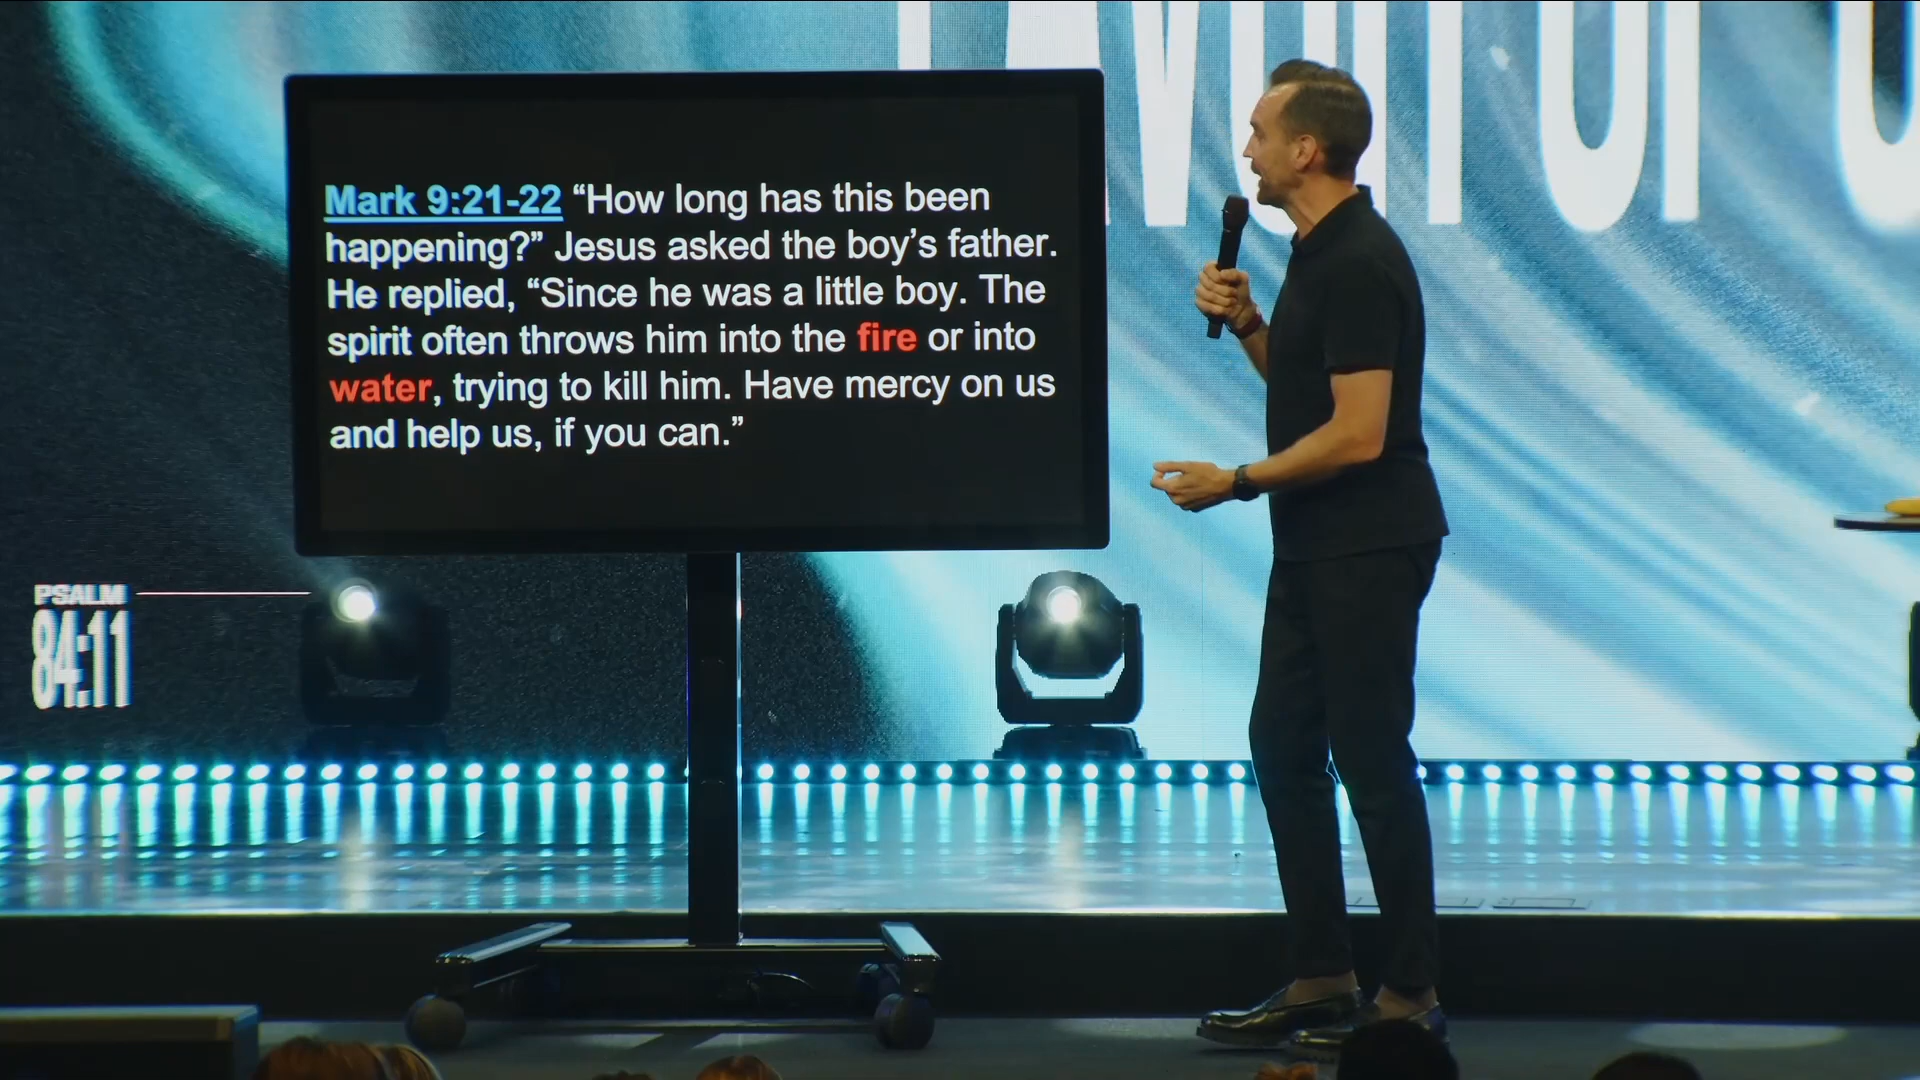 Mark 9:21-22 “How long has this been
happening?” Jesus asked the boy’s father.
He replied, “Since he was a little boy. The
spirit often throws him into the fire or into
water, trying to kill him. Have mercy on us
and help us, if you can.”
PSALM
84:11